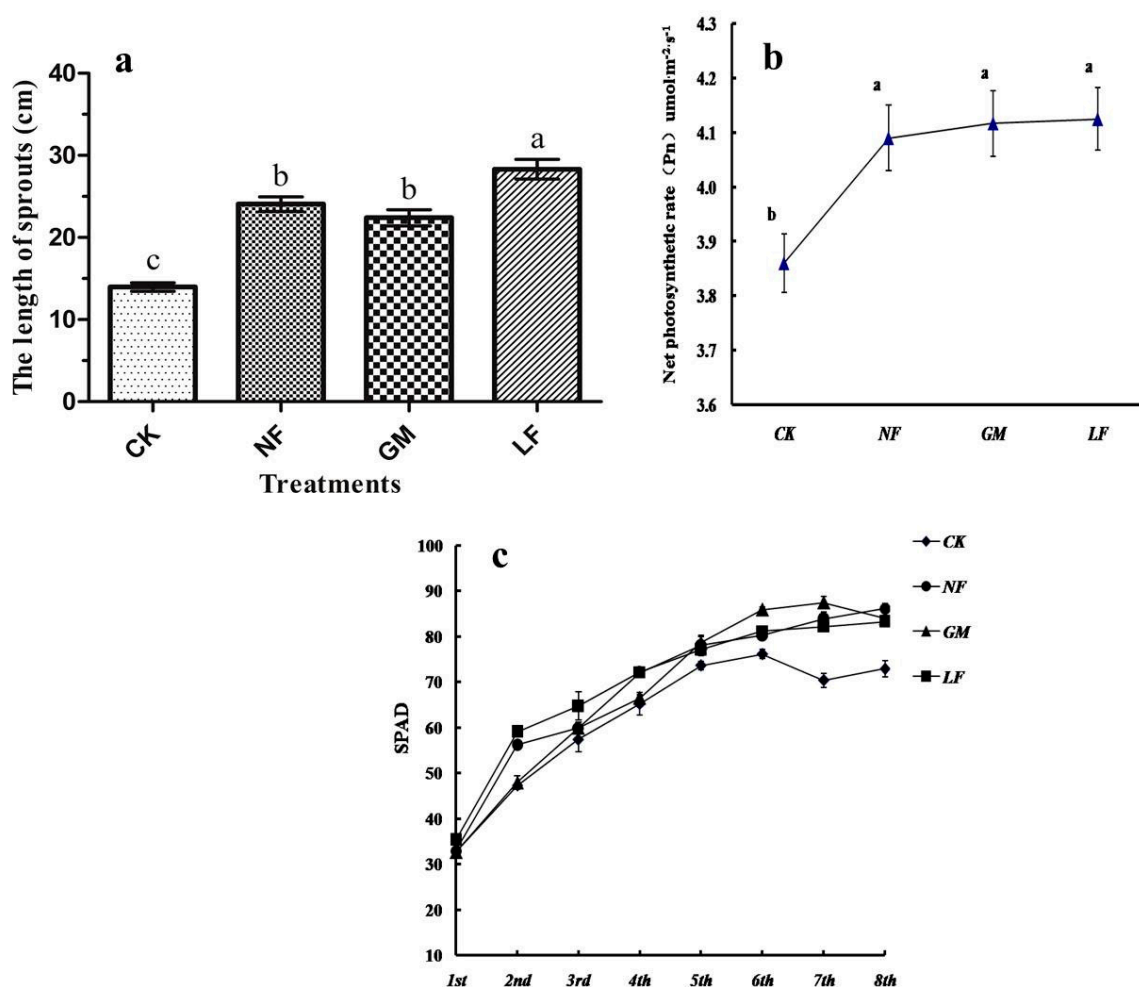 a
The length of sprouts (cm)
40
30
20
10
0
c
b
b
a
CK
NF
GM
LF
Treatments
b
Net photosynthetic rate（Pn）umol·m⁻²·s⁻¹
4.3
4.2
4.1
4.0
3.9
3.8
3.7
3.6
b
a
a
a
CK
NF
GM
LF
c
SPAD
100
90
80
70
60
50
40
30
20
10
1st
2nd
3rd
4th
5th
6th
7th
8th
CK
NF
GM
LF